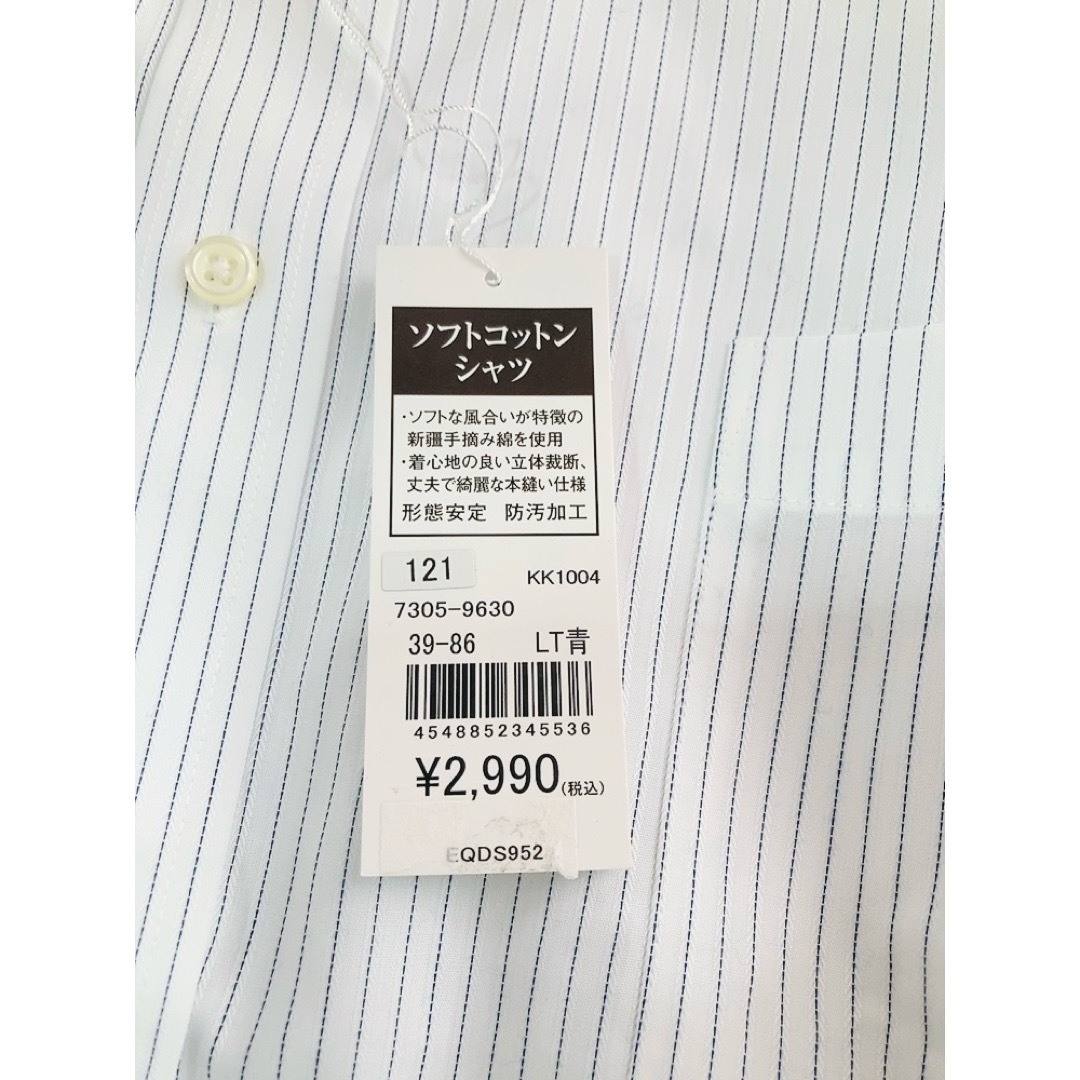 ソフトコットン
シャツ
・ソフトな風合いが特徴の
新疆手摘み綿を使用
・着心地の良い立体裁断、
丈夫で綺麗な本縫い仕様
形態安定 防汚加工
121
KK1004
7305-9630
39-86 LT青
4548852345536
¥2,990(税込)
EQDS952